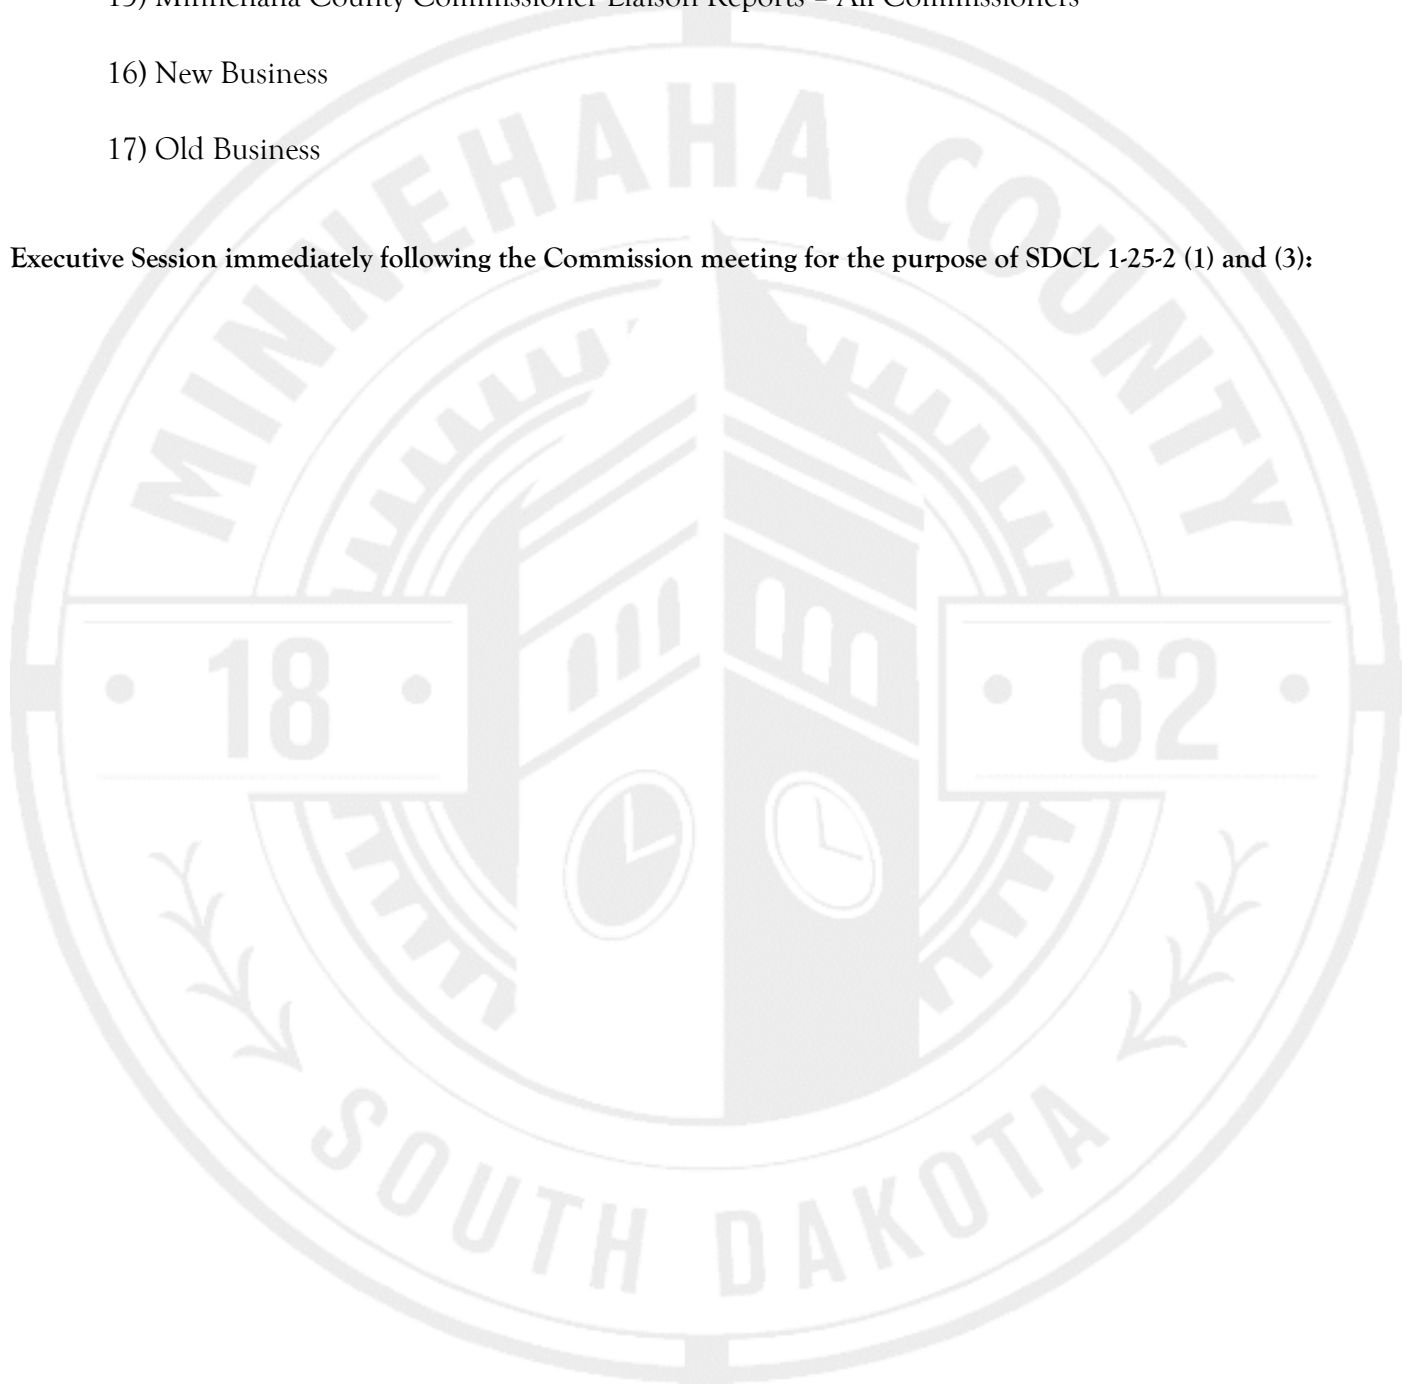 15) Minnehaha County Commissioner Liaison Reports – All Commissioners
16) New Business
17) Old Business
Executive Session immediately following the Commission meeting for the purpose of SDCL 1-25-2 (1) and (3):
MINNEHAHA COUNTY
18 62
SOUTH DAKOTA